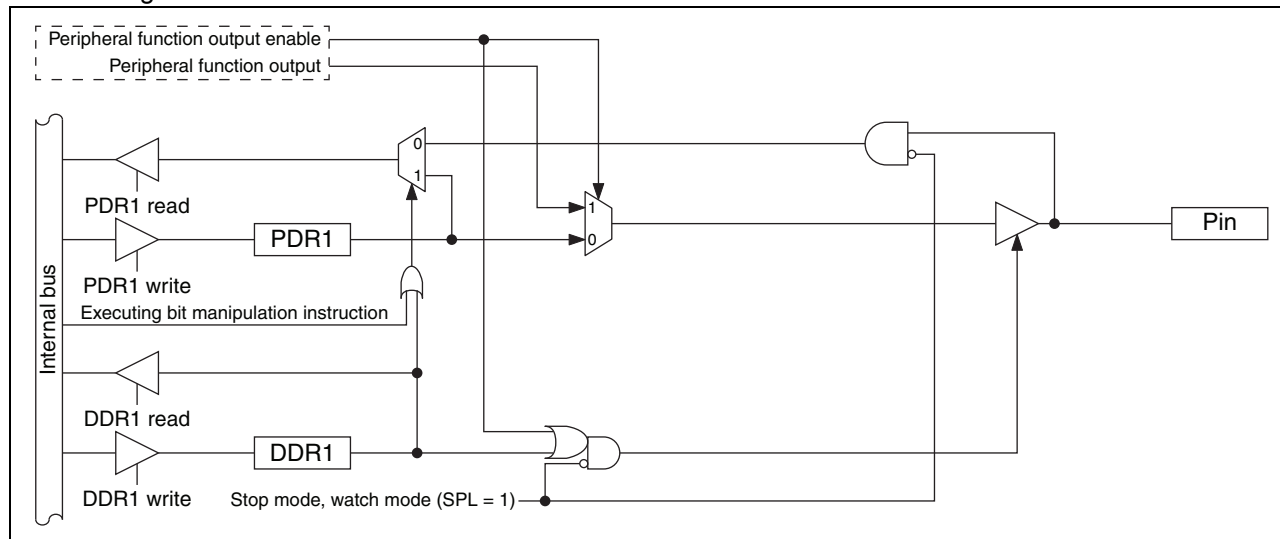 Peripheral function output enable
Peripheral function output
0
1
PDR1 read
1
PDR1
0
Pin
PDR1 write
Executing bit manipulation instruction
Internal bus
DDR1 read
DDR1
DDR1 write
Stop mode, watch mode (SPL = 1)